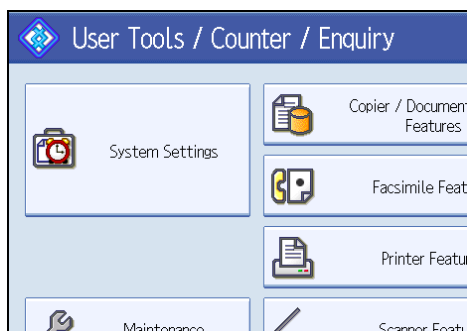 User Tools / Counter / Enquiry
System Settings
Copier / Document
Features
Facsimile Feat
Printer Featur
Maintenance
Scanner Featu